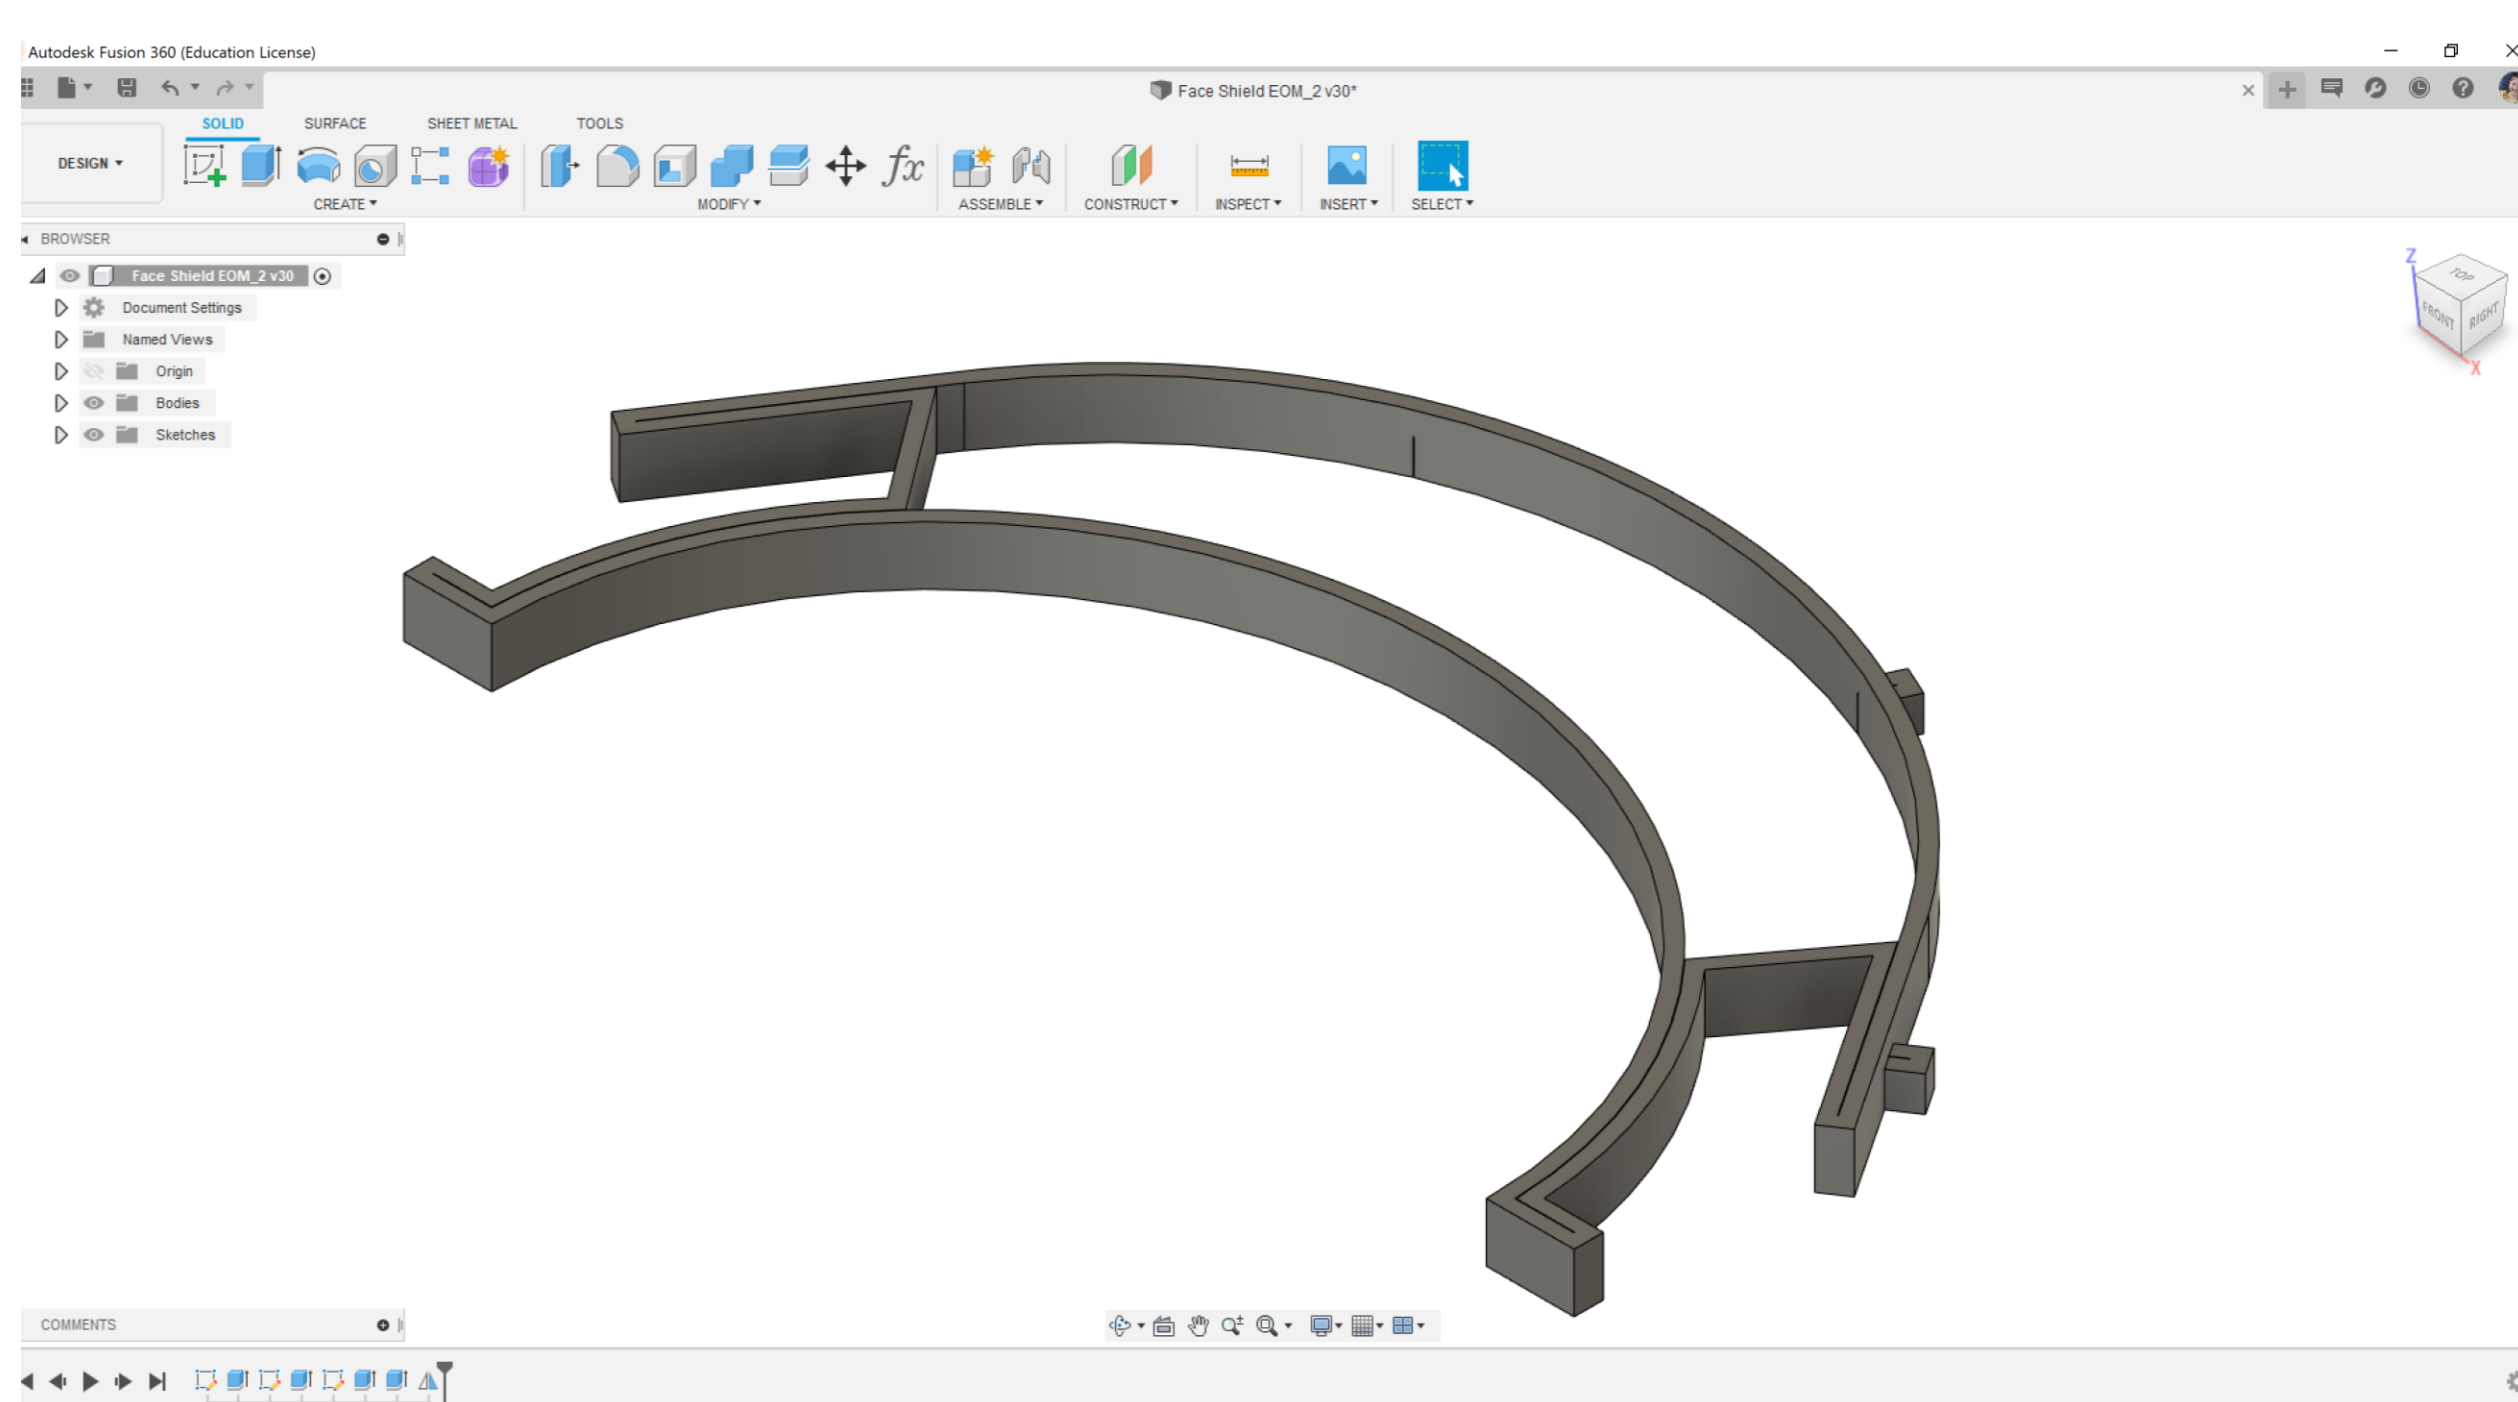 Autodesk Fusion 360 (Education License)
Face Shield EOM_2 v30*
SOLID SURFACE SHEET METAL TOOLS
DESIGN
fx
CREATE MODIFY ASSEMBLE CONSTRUCT INSPECT INSERT SELECT
BROWSER
Face Shield EOM_2 v30
Document Settings
Named Views
Origin
Bodies
Sketches
Z
TOP
FRONT
RIGHT
X
COMMENTS